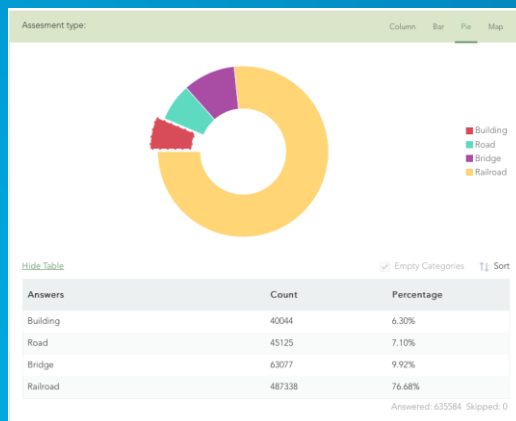 Assesment type: Column Bar Pie Map
Building
Road
Bridge
Railroad
Hide Table Empty Categories Sort
Answers Count Percentage
Building 40044 6.30%
Road 45125 7.10%
Bridge 63077 9.92%
Railroad 487338 76.68%
Answered: 635584 Skipped: 0